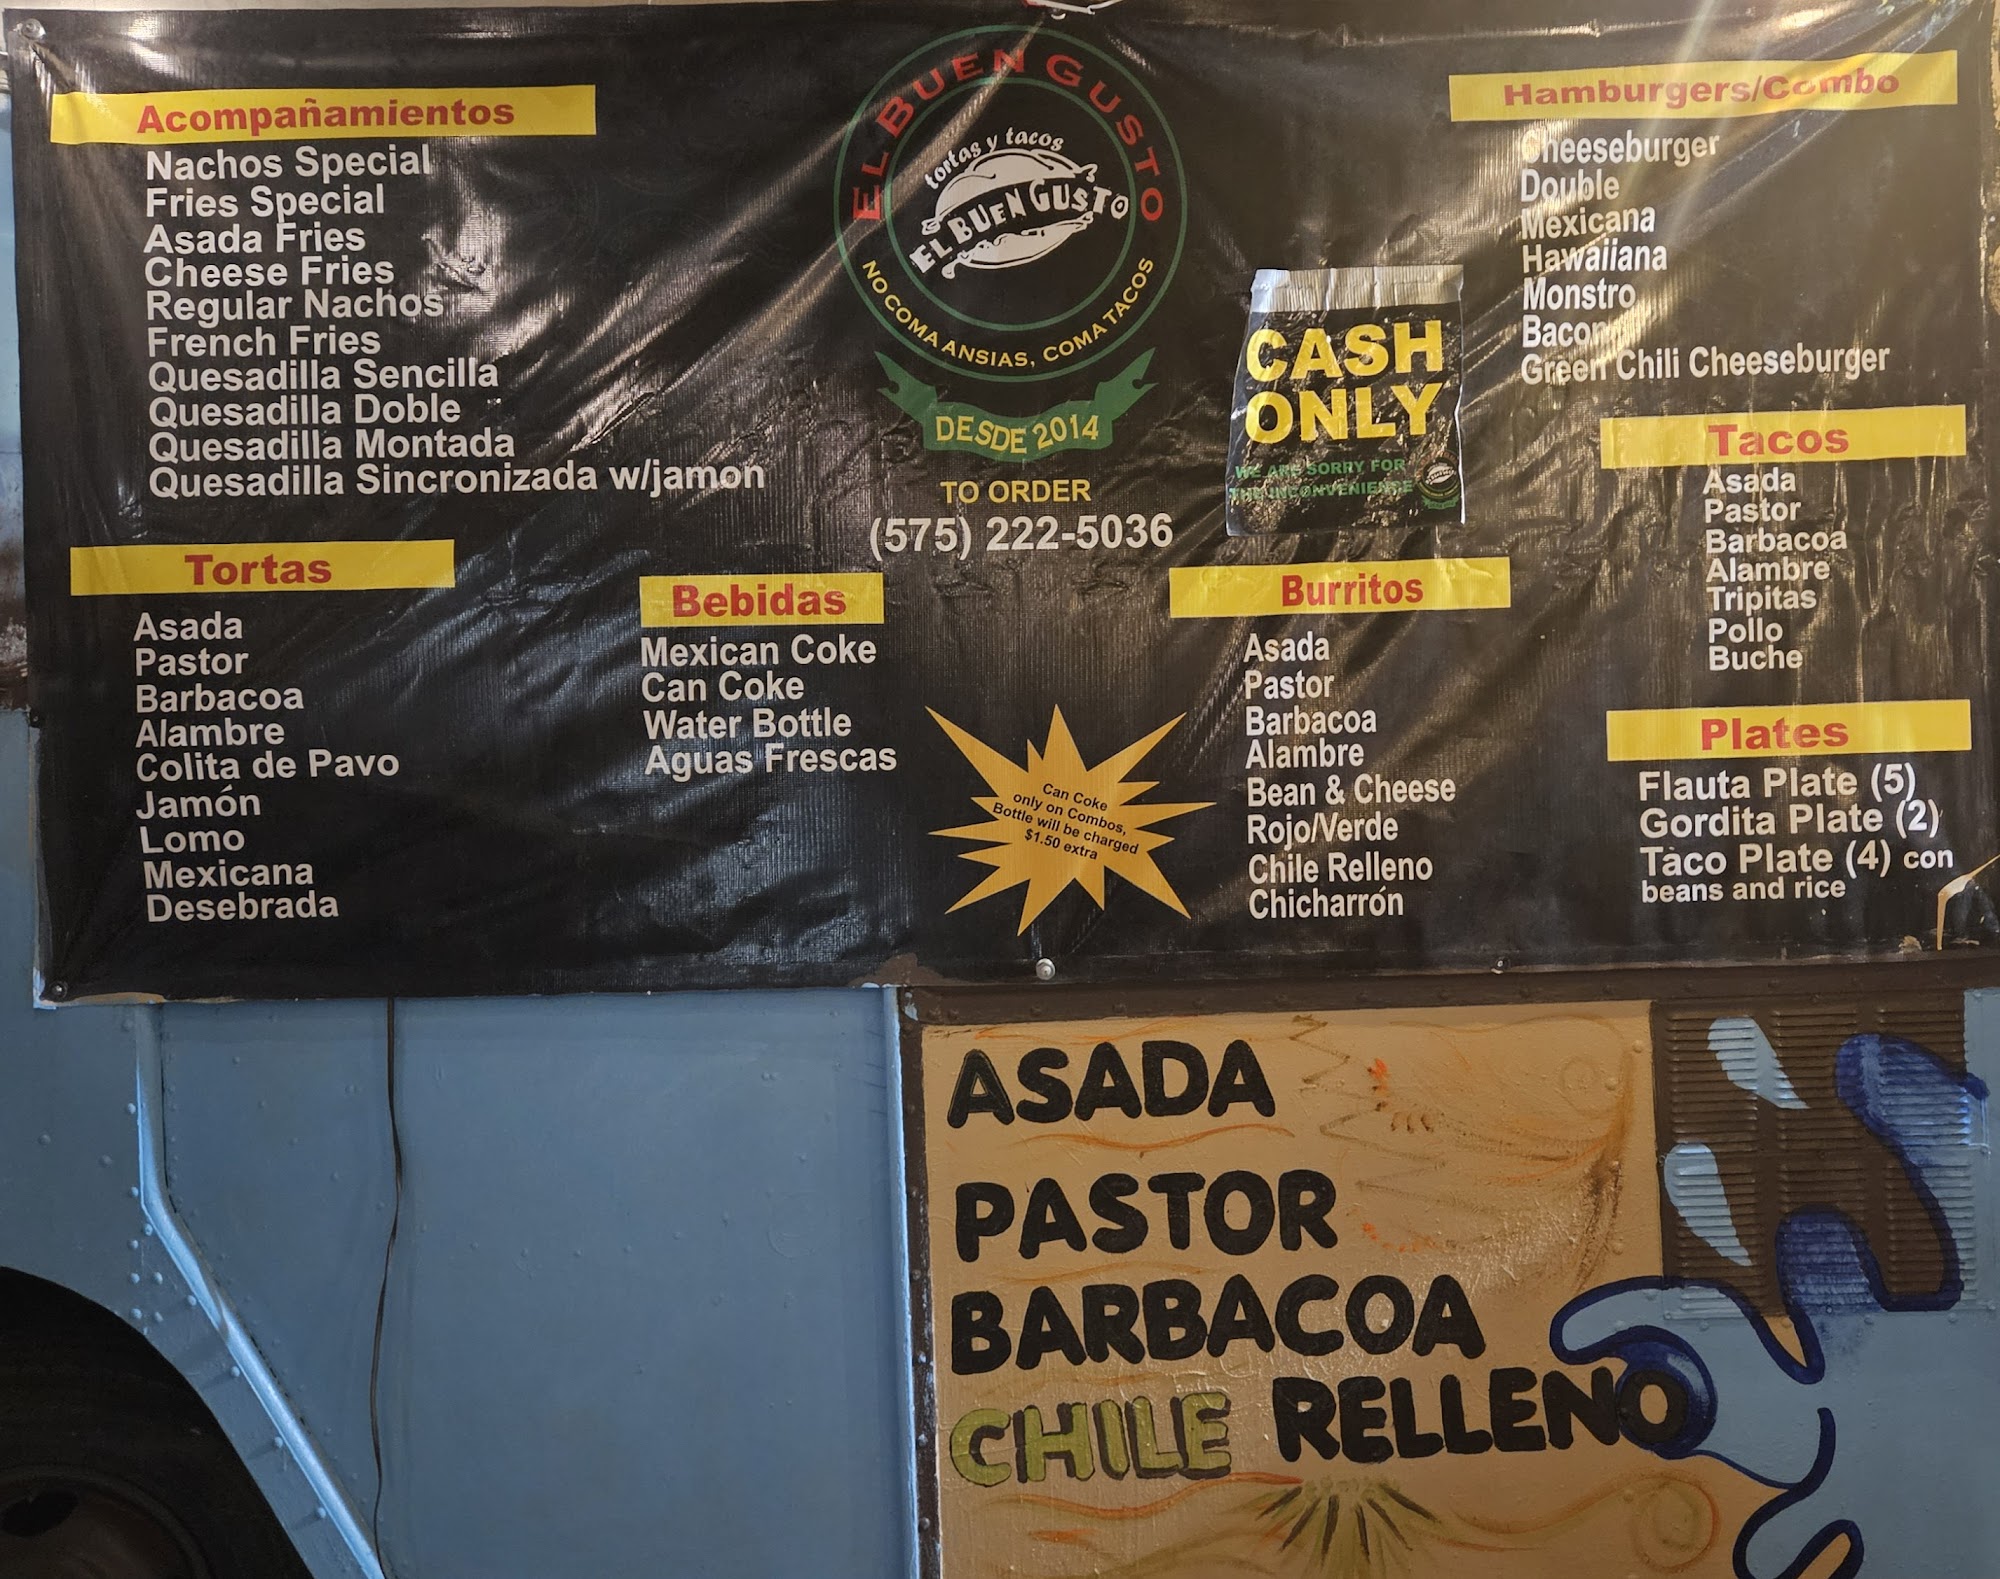 Acompañamientos
Nachos Special
Fries Special
Asada Fries
Cheese Fries
Regular Nachos
French Fries
Quesadilla Sencilla
Quesadilla Doble
Quesadilla Montada
Quesadilla Sincronizada w/jamon
Tortas
Asada
Pastor
Barbacoa
Alambre
Colita de Pavo
Jamón
Lomo
Mexicana
Desebrada
EL BUEN GUSTO
tortas y tacos
EL BUEN GUSTO
NO COMA ANSIAS, COMA TACOS
DESDE 2014
TO ORDER
(575) 222-5036
Bebidas
Mexican Coke
Can Coke
Water Bottle
Aguas Frescas
Can Coke
only on Combos,
Bottle will be charged
$1.50 extra
CASH
ONLY
WE ARE SORRY FOR
THE INCONVENIENCE
Burritos
Asada
Pastor
Barbacoa
Alambre
Bean & Cheese
Rojo/Verde
Chile Relleno
Chicharrón
Hamburgers/Combo
Cheeseburger
Double
Mexicana
Hawaiiana
Monstro
Bacon
Green Chili Cheeseburger
Tacos
Asada
Pastor
Barbacoa
Alambre
Tripitas
Pollo
Buche
Plates
Flauta Plate (5)
Gordita Plate (2)
Taco Plate (4) con
beans and rice
ASADA
PASTOR
BARBACOA
CHILE RELLENO